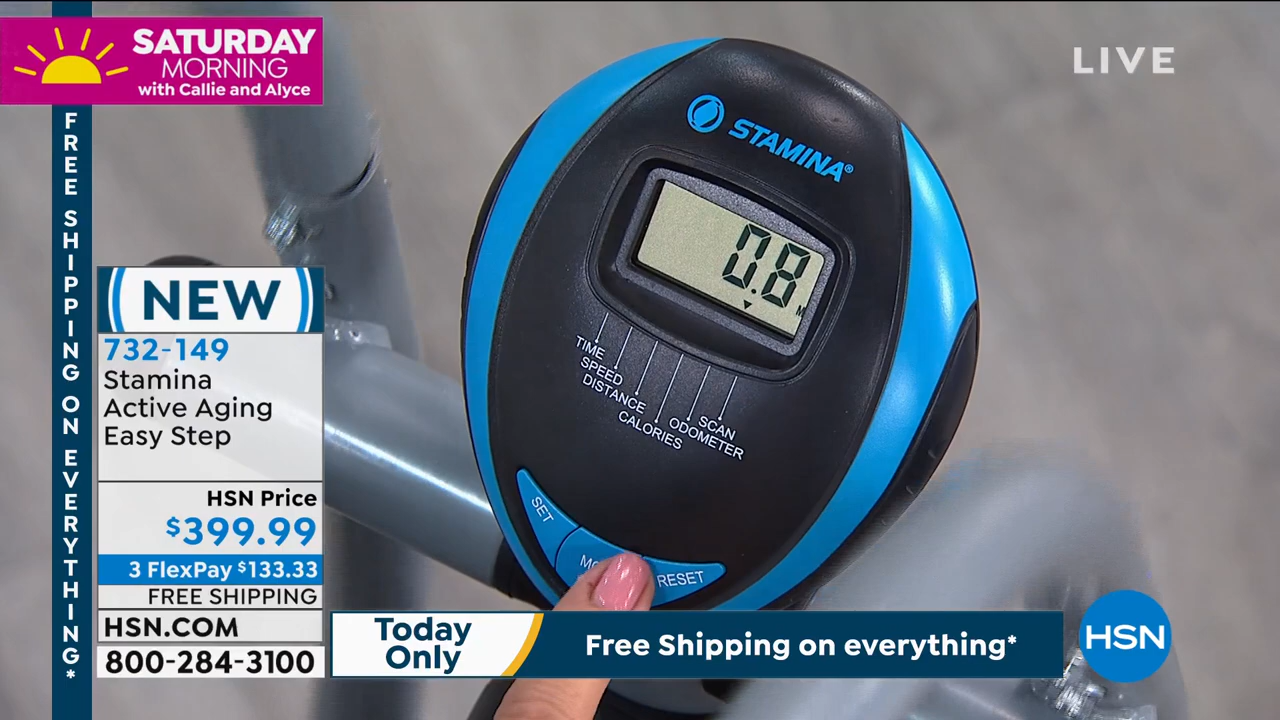 SATURDAY
MORNING
with Callie and Alyce
LIVE
FREE SHIPPING ON EVERYTHING!*
NEW
732-149
Stamina
Active Aging
Easy Step
HSN Price
$399.99
3 FlexPay $133.33
FREE SHIPPING
HSN.COM
800-284-3100
STAMINA®
0.8
TIME
SPEED
DISTANCE
CALORIES
ODOMETER
SCAN
SET
RESET
Today
Only
Free Shipping on everything*
HSN